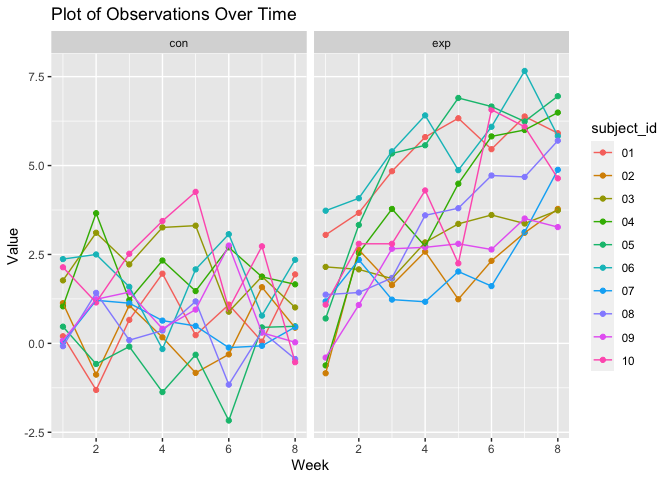 Plot of Observations Over Time
con exp
7.5
5.0
2.5
0.0
-2.5
Value
2 4 6 8 2 4 6 8
Week
subject_id
01
02
03
04
05
06
07
08
09
10